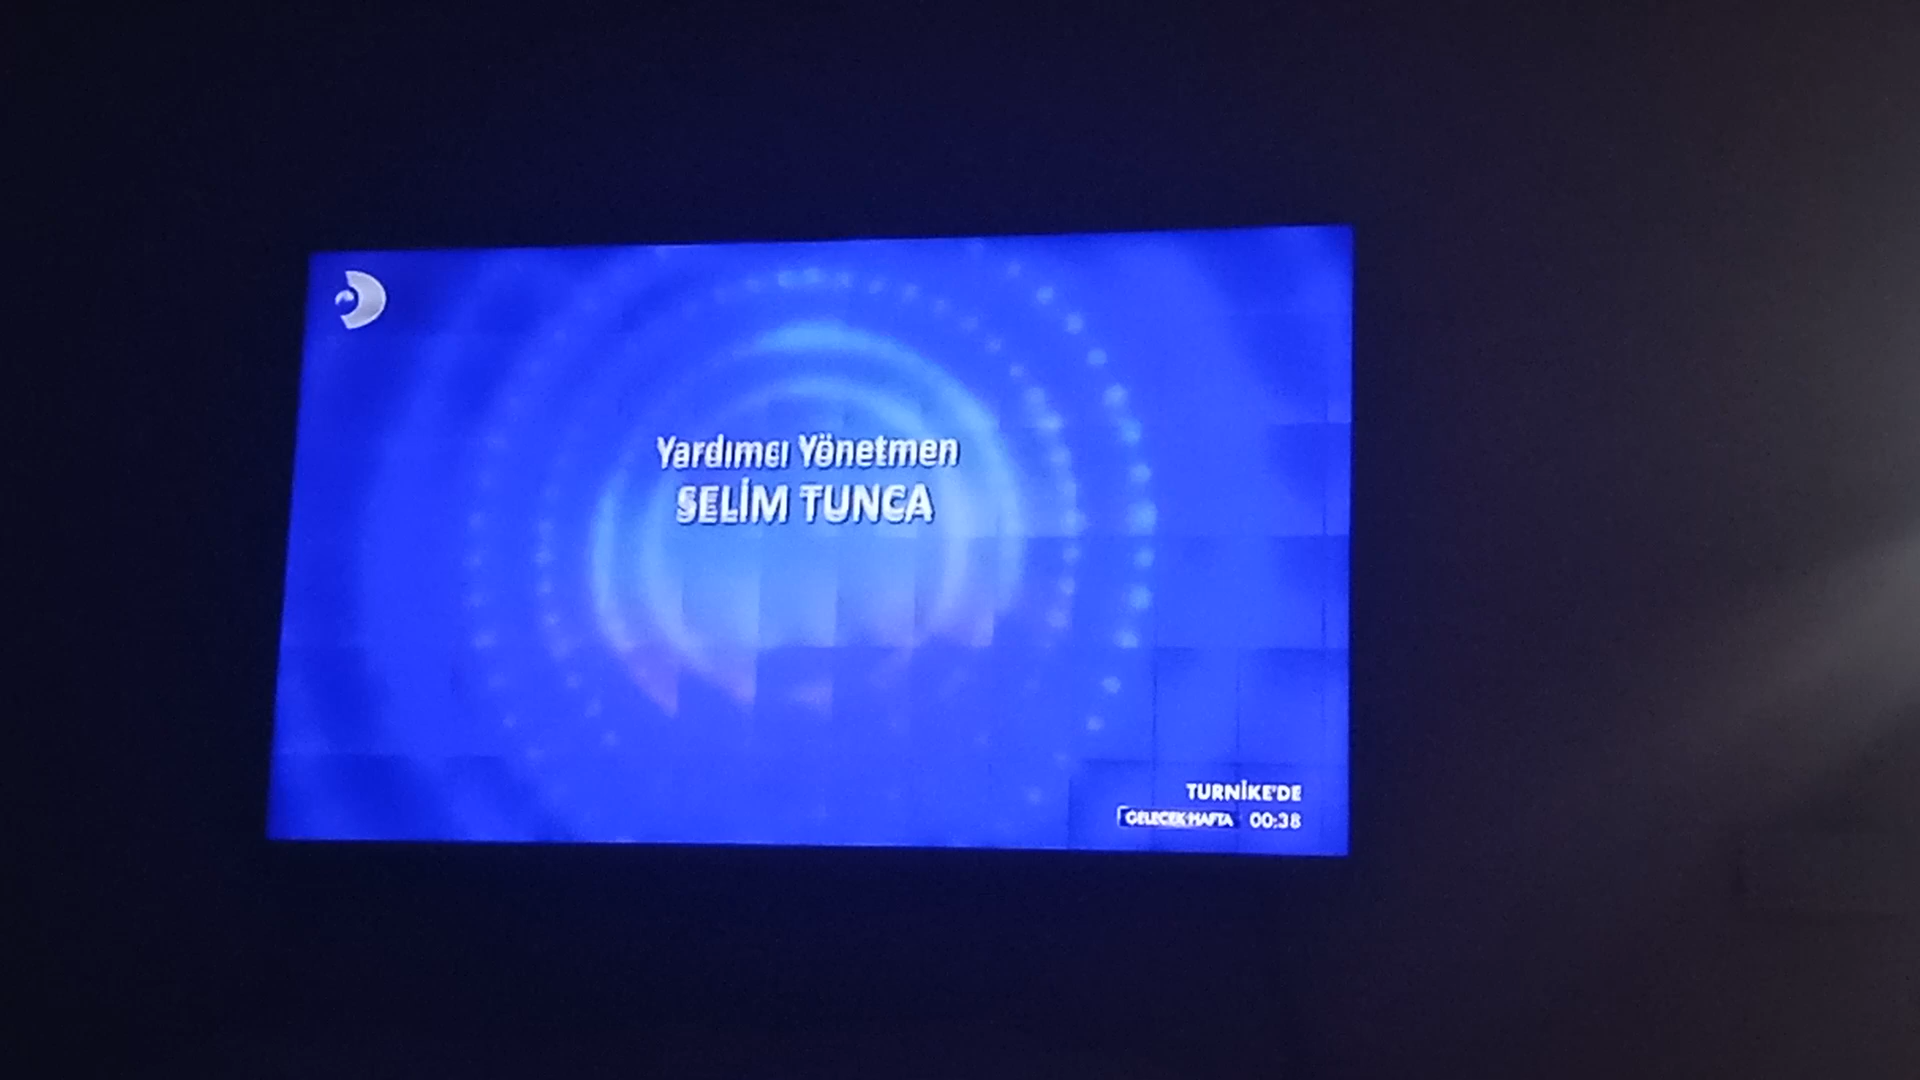 Yardımcı Yönetmen
SELİM TUNCA
TURNİKE'DE
GELECEK HAFTA 00:38